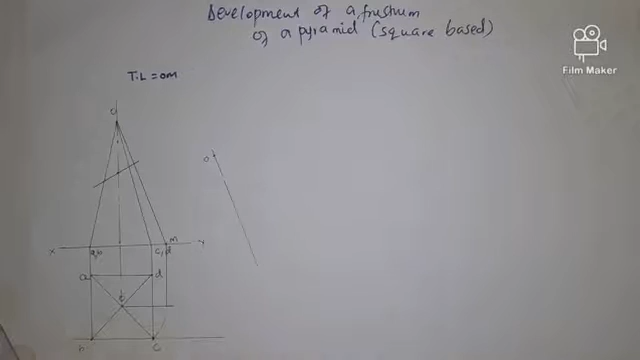 Development of a frustum
of a pyramid (square based)
Film Maker
T.L = om
o
o
x
a,b
c,d
m
y
a
d
t
b
c